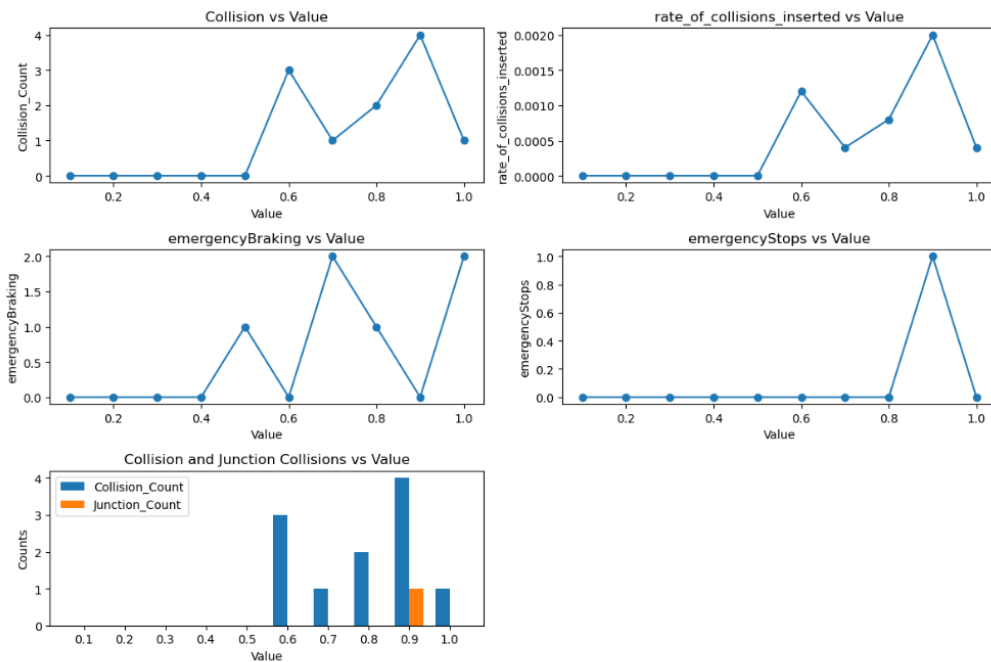 Collision vs Value
Collision_Count
4
3
2
1
0
0.2 0.4 0.6 0.8 1.0
Value
rate_of_collisions_inserted vs Value
rate_of_collisions_inserted
0.0020
0.0015
0.0010
0.0005
0.0000
0.2 0.4 0.6 0.8 1.0
Value
emergencyBraking vs Value
emergencyBraking
2.0
1.5
1.0
0.5
0.0
0.2 0.4 0.6 0.8 1.0
Value
emergencyStops vs Value
emergencyStops
1.0
0.8
0.6
0.4
0.2
0.0
0.2 0.4 0.6 0.8 1.0
Value
Collision and Junction Collisions vs Value
Collision_Count
Junction_Count
Counts
4
3
2
1
0
0.1 0.2 0.3 0.4 0.5 0.6 0.7 0.8 0.9 1.0
Value